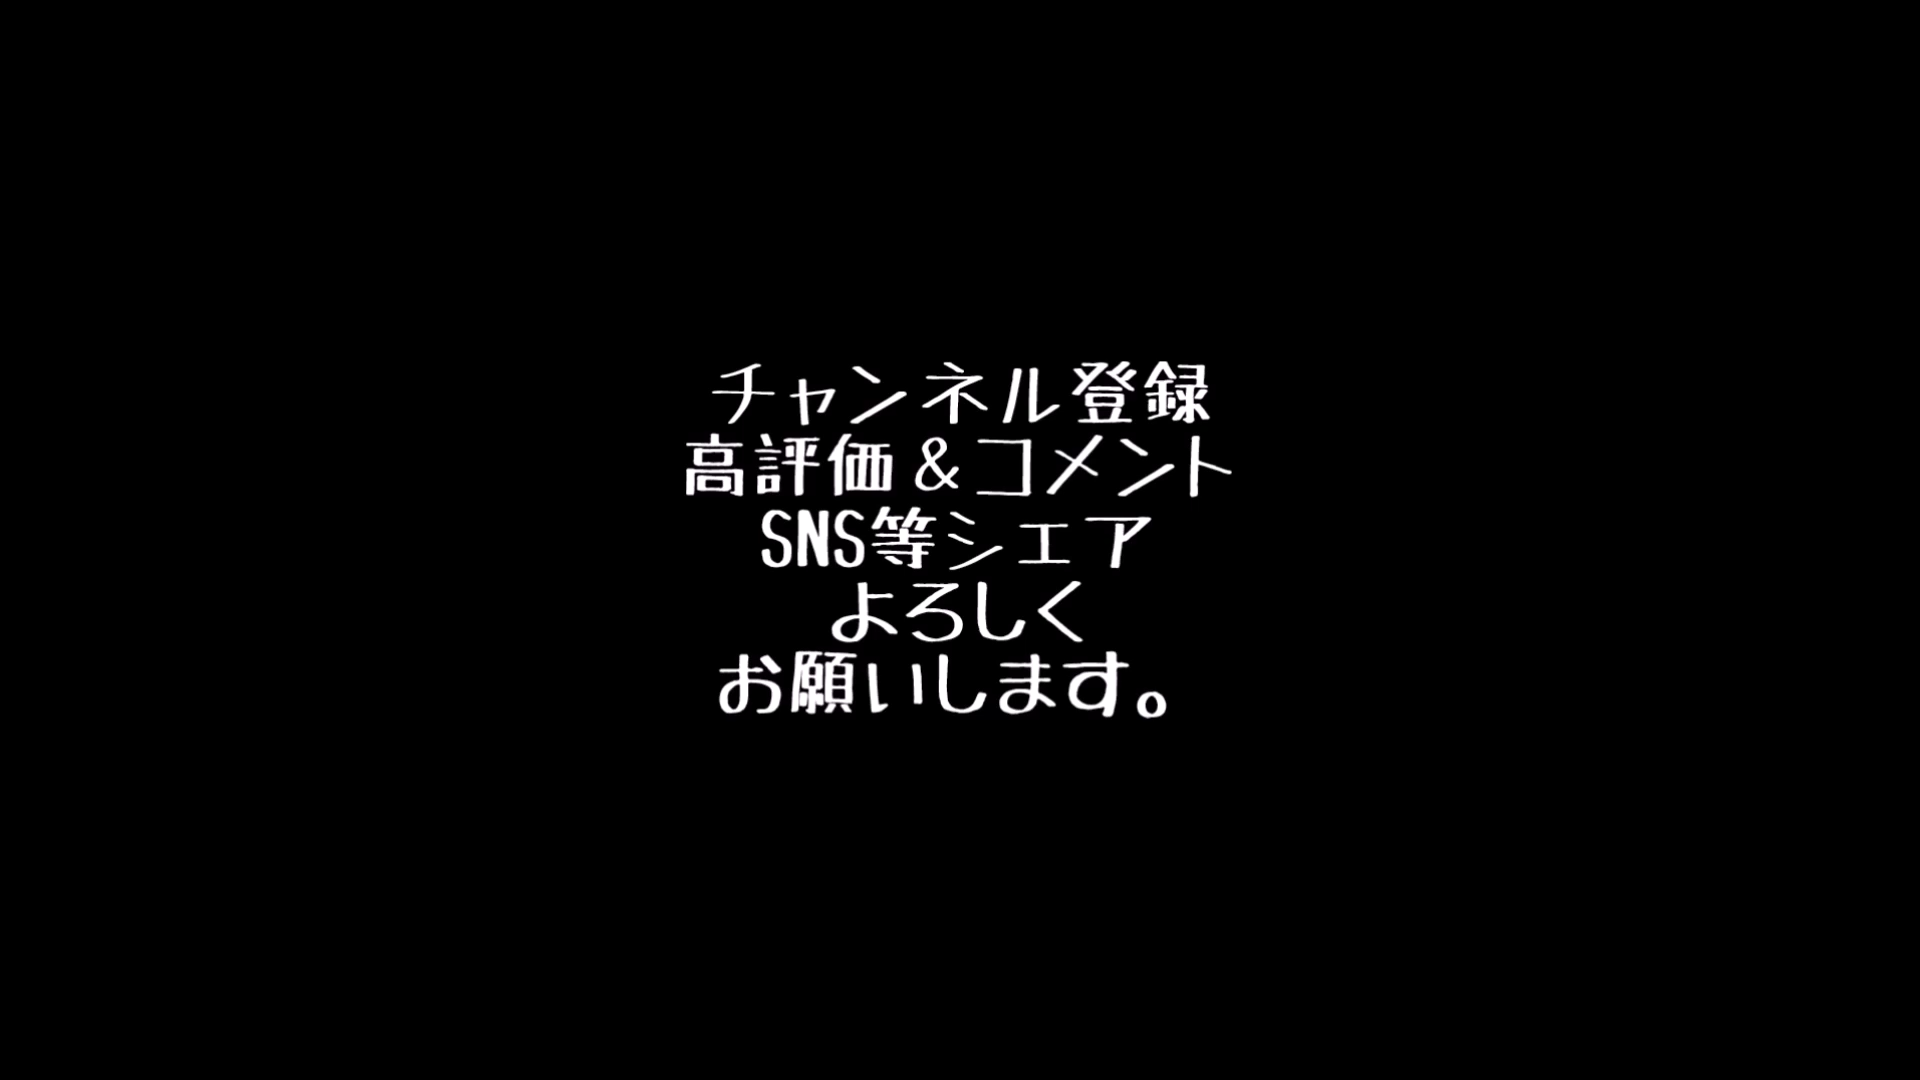 チャンネル登録
高評価＆コメント
SNS等シェア
よろしく
お願いします。